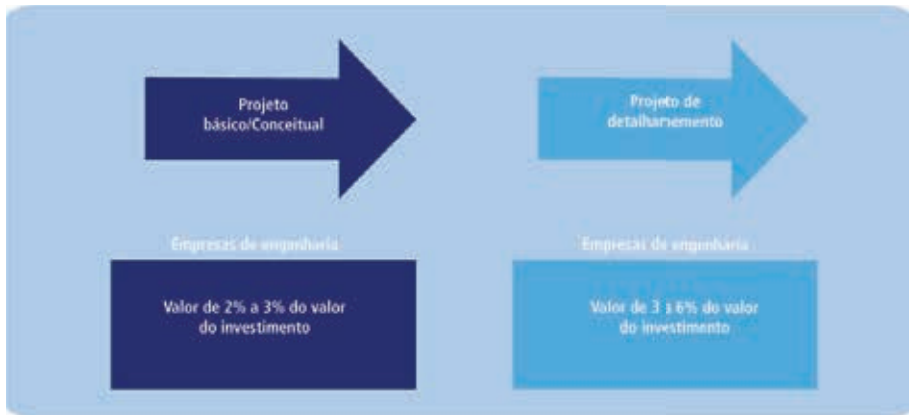 Projeto
básico/Conceitual
Projeto de
detalhamemento
Empresas de engenharia
Empresas de engenharia
Valor de 2% a 3% do valor
do investimento
Valor de 3 a 6% do valor
do investimento